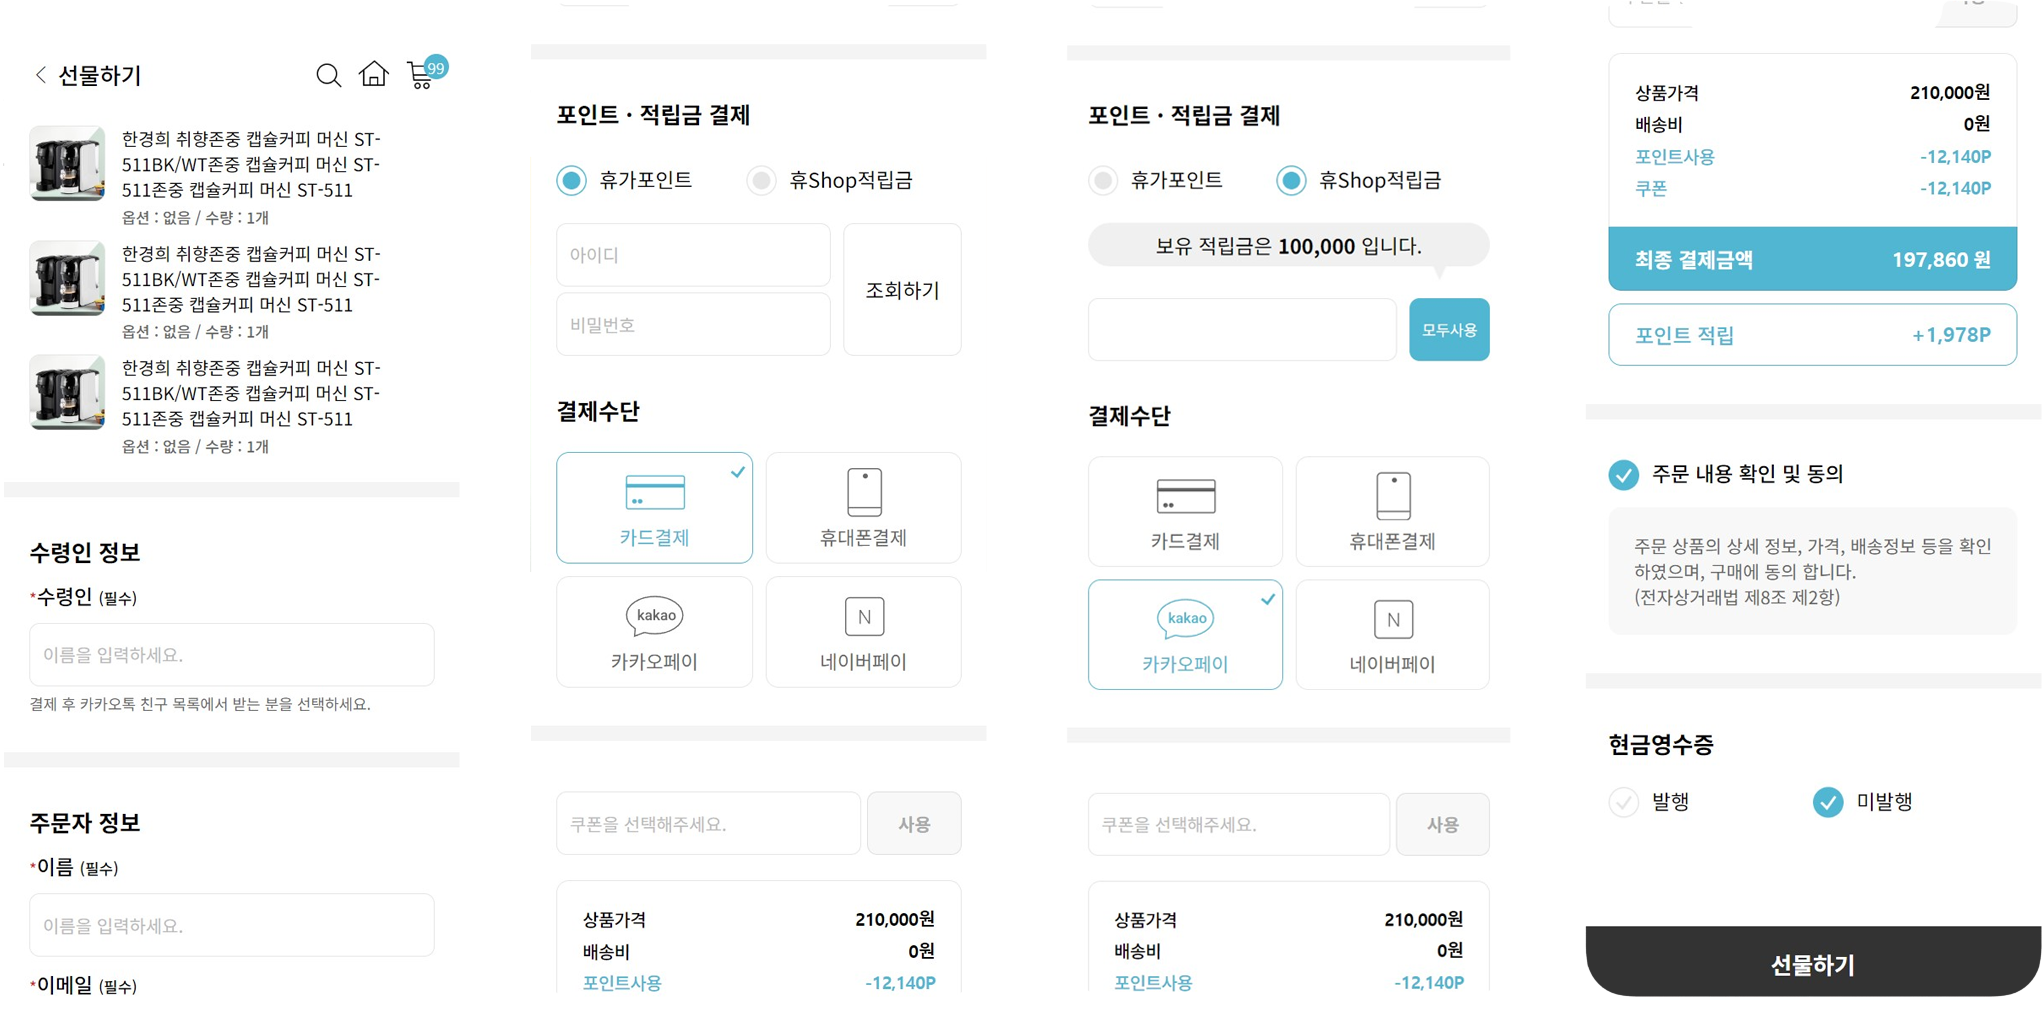 선물하기
99
한경희 취향존중 캡슐커피 머신 ST-
511BK/WT존중 캡슐커피 머신 ST-
511존중 캡슐커피 머신 ST-511
옵션 : 없음 / 수량 : 1개
한경희 취향존중 캡슐커피 머신 ST-
511BK/WT존중 캡슐커피 머신 ST-
511존중 캡슐커피 머신 ST-511
옵션 : 없음 / 수량 : 1개
한경희 취향존중 캡슐커피 머신 ST-
511BK/WT존중 캡슐커피 머신 ST-
511존중 캡슐커피 머신 ST-511
옵션 : 없음 / 수량 : 1개
수령인 정보
*수령인 (필수)
이름을 입력하세요.
결제 후 카카오톡 친구 목록에서 받는 분을 선택하세요.
주문자 정보
*이름 (필수)
이름을 입력하세요.
*이메일 (필수)
포인트 · 적립금 결제
휴가포인트 휴Shop적립금
아이디
비밀번호
조회하기
결제수단
카드결제 휴대폰결제
kakao N
카카오페이 네이버페이
쿠폰을 선택해주세요. 사용
상품가격 210,000원
배송비 0원
포인트사용 -12,140P
포인트 · 적립금 결제
휴가포인트 휴Shop적립금
보유 적립금은 100,000 입니다.
모두사용
결제수단
카드결제 휴대폰결제
kakao N
카카오페이 네이버페이
쿠폰을 선택해주세요. 사용
상품가격 210,000원
배송비 0원
포인트사용 -12,140P
상품가격 210,000원
배송비 0원
포인트사용 -12,140P
쿠폰 -12,140P
최종 결제금액 197,860 원
포인트 적립 +1,978P
주문 내용 확인 및 동의
주문 상품의 상세 정보, 가격, 배송정보 등을 확인
하였으며, 구매에 동의 합니다.
(전자상거래법 제8조 제2항)
현금영수증
발행 미발행
선물하기